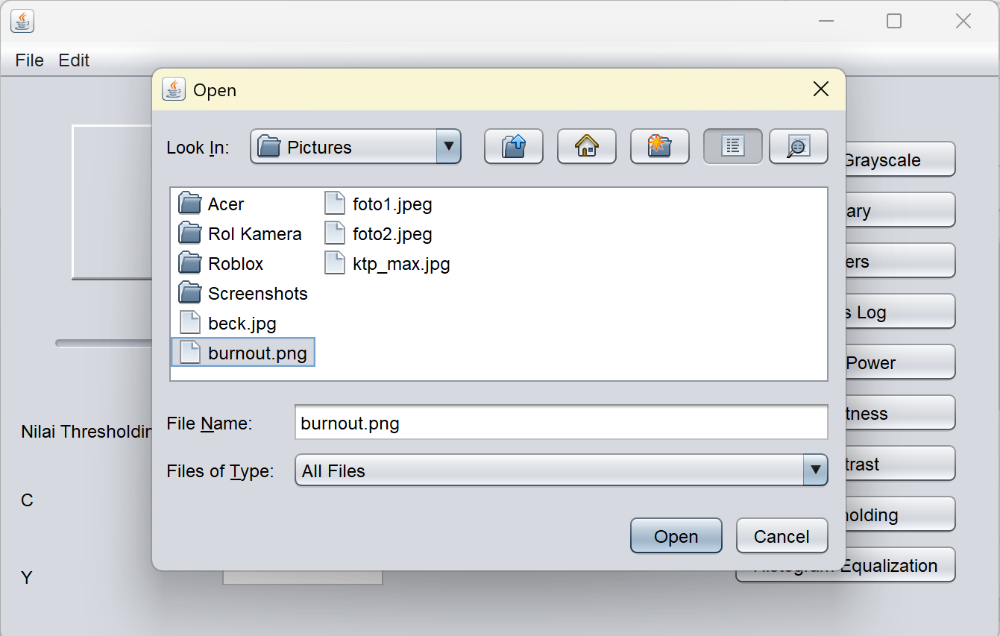 File Edit
Open
Look In: Pictures
Acer
Rol Kamera
Roblox
Screenshots
beck.jpg
burnout.png
foto1.jpeg
foto2.jpeg
ktp_max.jpg
File Name: burnout.png
Files of Type: All Files
Open Cancel
Grayscale
ary
ers
s Log
Power
tness
trast
holding
Equalization
Nilai Thresholdin
C
Y